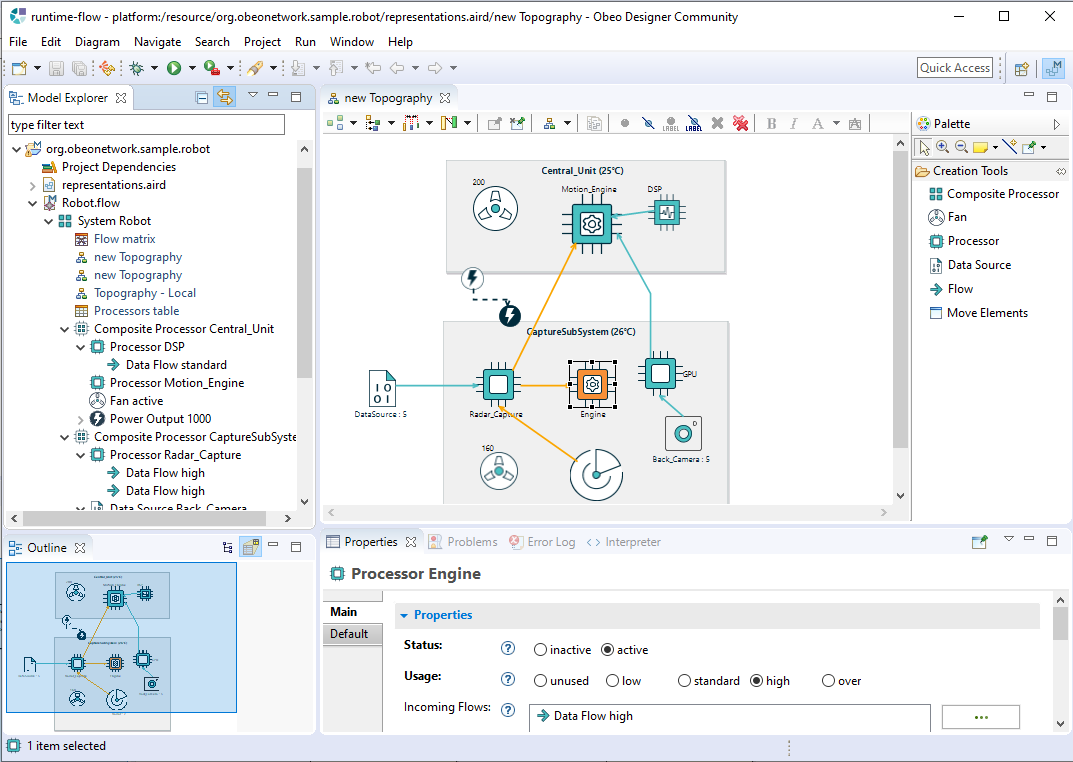 runtime-flow - platform:/resource/org.obeonetwork.sample.robot/representations.aird/new Topography - Obeo Designer Community
File Edit Diagram Navigate Search Project Run Window Help
Quick Access
M
Model Explorer
type filter text
org.obeonetwork.sample.robot
Project Dependencies
representations.aird
Robot.flow
System Robot
Flow matrix
new Topography
new Topography
Topography - Local
Processors table
Composite Processor Central_Unit
Processor DSP
Data Flow standard
Processor Motion_Engine
Fan active
Power Output 1000
Composite Processor CaptureSubSyste
Processor Radar_Capture
Data Flow high
Data Flow high
Data Source Back_Camera
new Topography
LABEL LABEL B I A
Central_Unit (25°C)
200
Motion_Engine
DSP
CaptureSubSystem (26°C)
GPU
DataSource : 5
Radar_Capture
Engine
160
D
Back_Camera : 5
Palette
Creation Tools
Composite Processor
Fan
Processor
Data Source
Flow
Move Elements
Outline
Properties Problems Error Log Interpreter
Processor Engine
Main
Default
Properties
Status: ? inactive active
Usage: ? unused low standard high over
Incoming Flows: ? Data Flow high ...
1 item selected